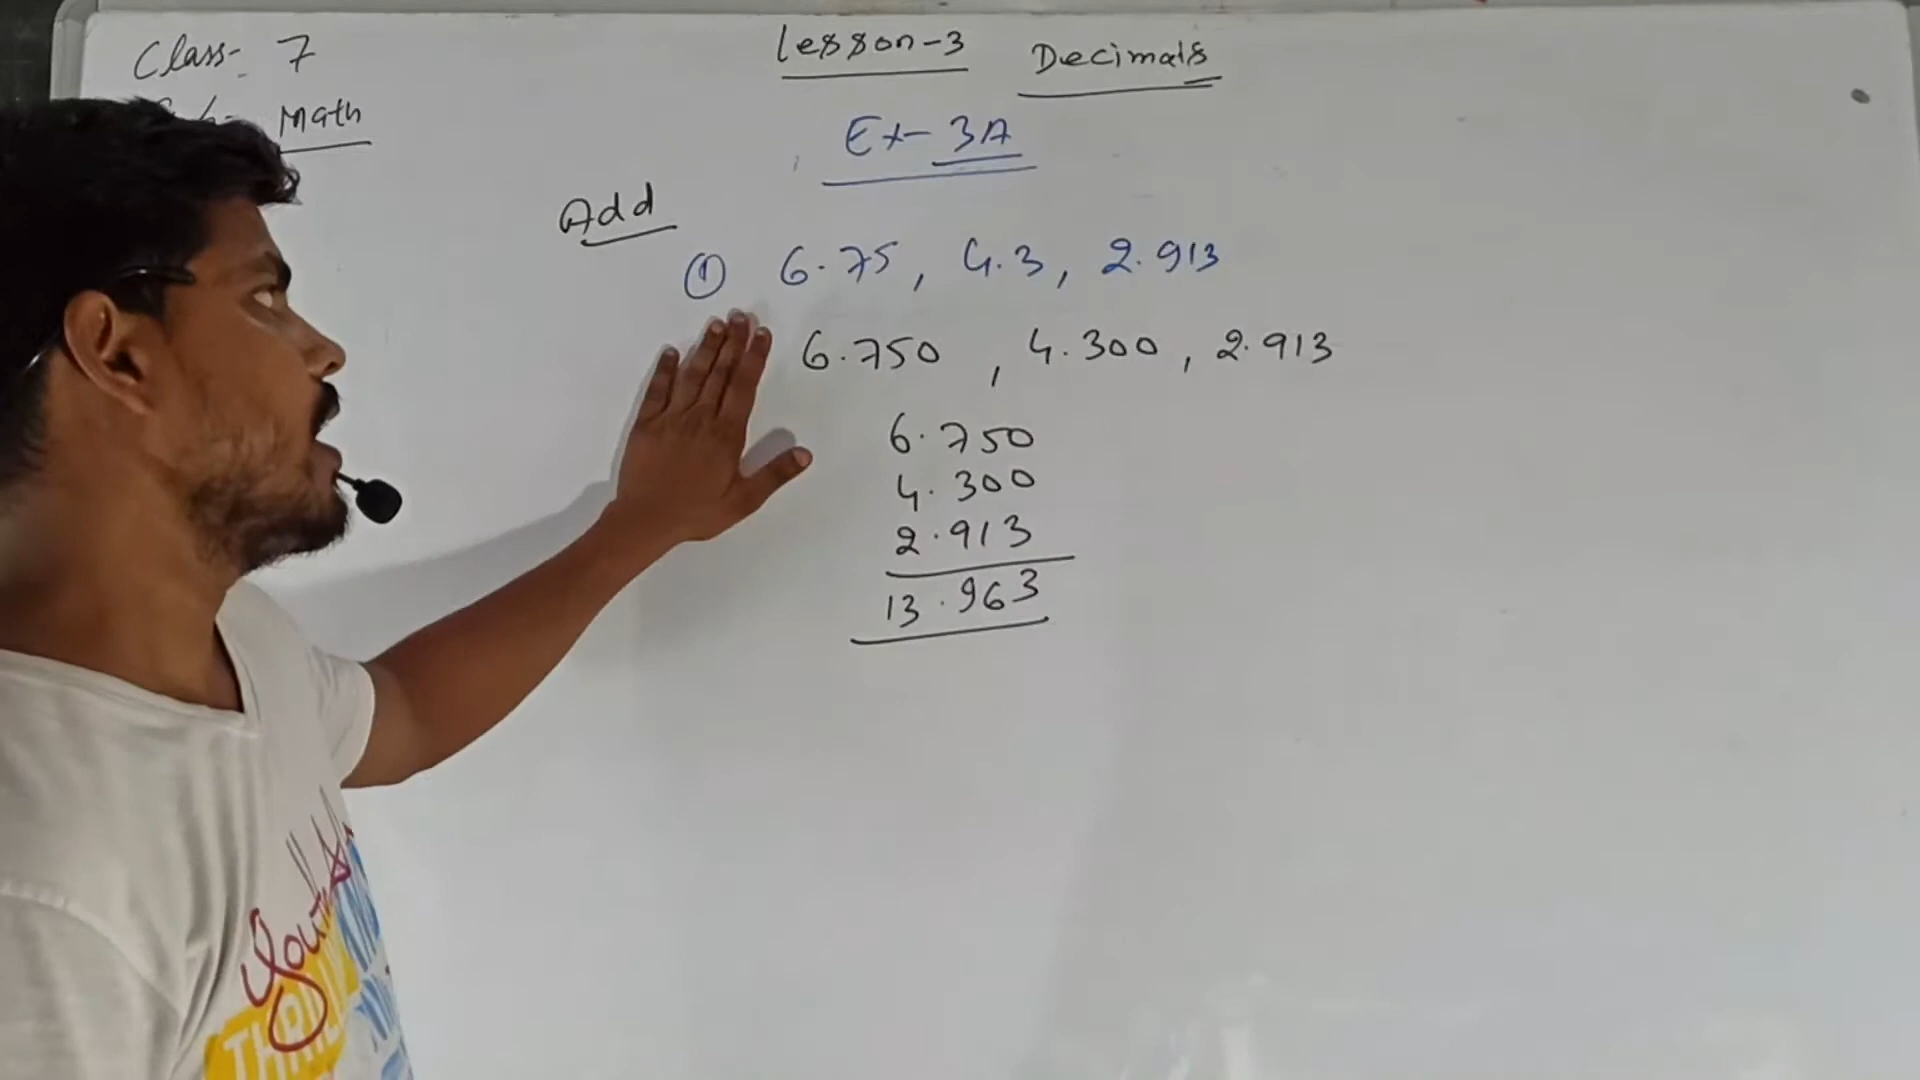 Class- 7
Math
Lesson-3 Decimals
Ex- 3A
Add
① 6.75, 4.3, 2.913
6.750, 4.300, 2.913
6.750
4.300
2.913
13.963